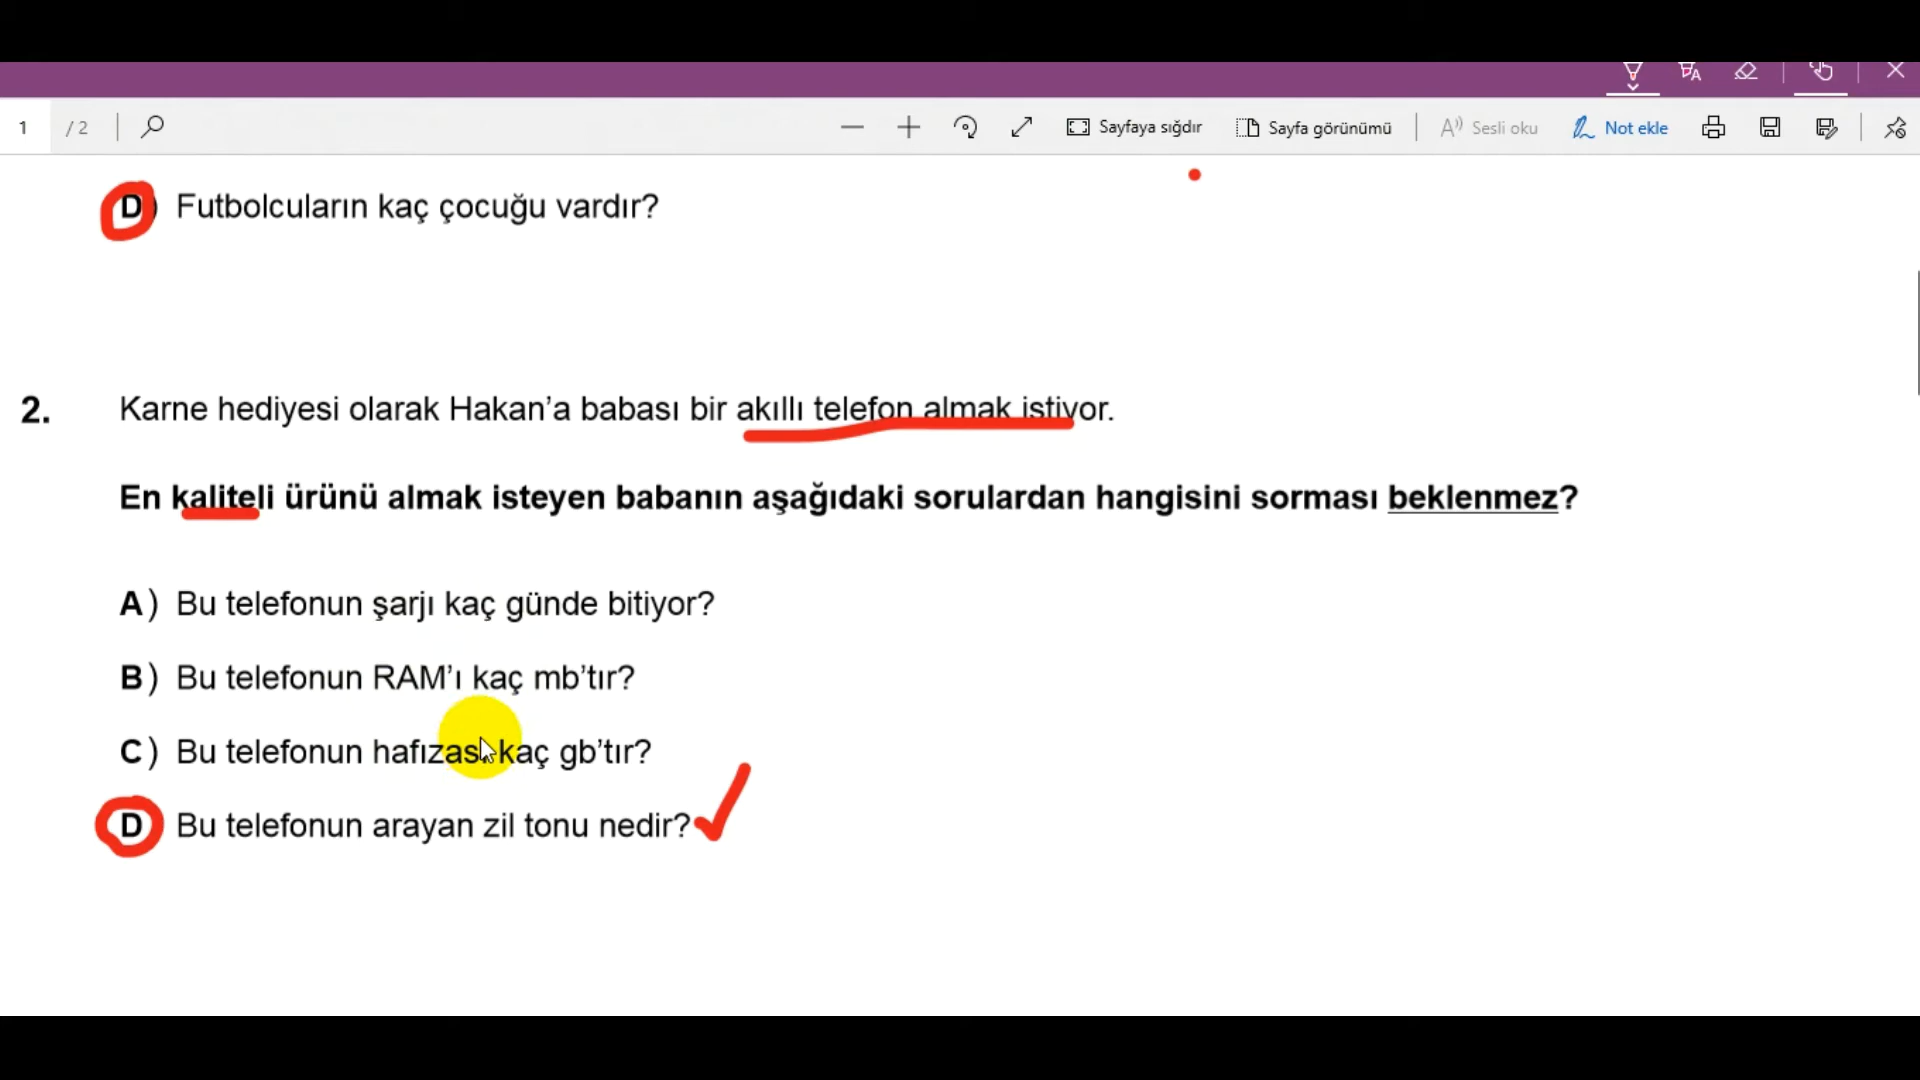 1 / 2 Sayfaya sığdır Sayfa görünümü Sesli oku Not ekle
D) Futbolcuların kaç çocuğu vardır?
2. Karne hediyesi olarak Hakan’a babası bir akıllı telefon almak istiyor.
En kaliteli ürünü almak isteyen babanın aşağıdaki sorulardan hangisini sorması beklenmez?
A) Bu telefonun şarjı kaç günde bitiyor?
B) Bu telefonun RAM’ı kaç mb’tır?
C) Bu telefonun hafızası kaç gb’tır?
D) Bu telefonun arayan zil tonu nedir?